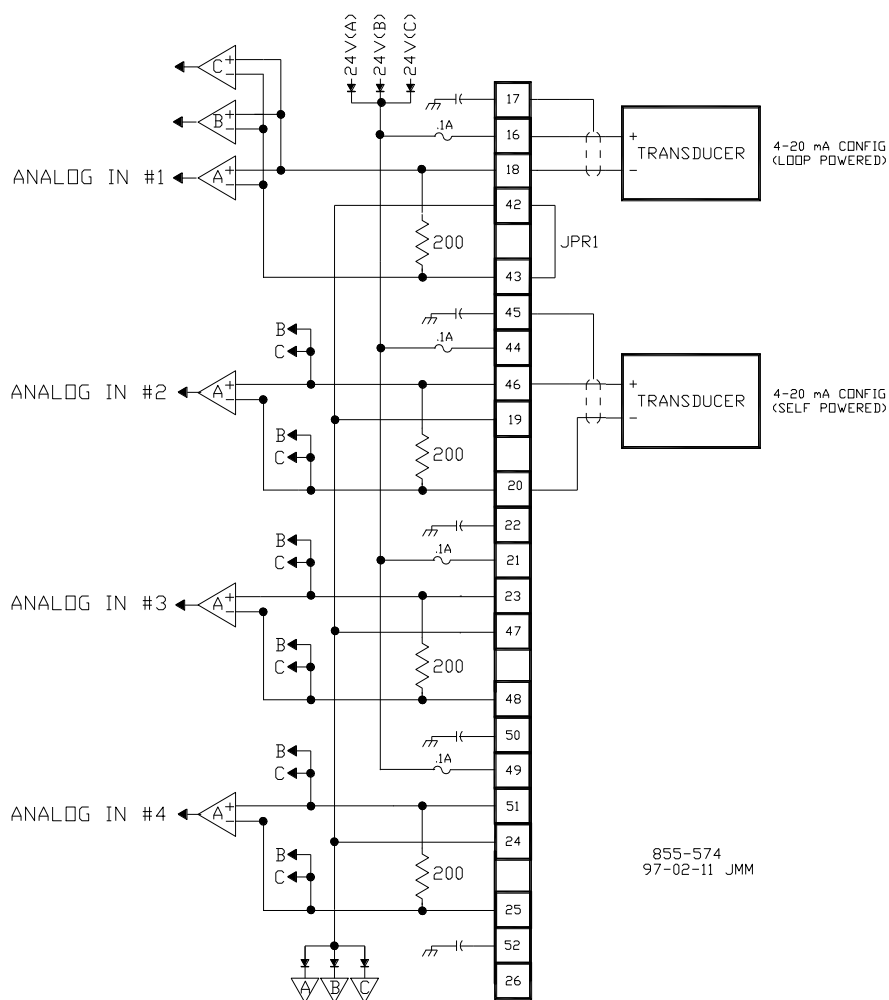 24V(A)
24V(B)
24V(C)
C + −
B + −
ANALOG IN #1
A + −
.1A
200
17
16
18
42
43
JPR1
TRANSDUCER
+
−
4-20 mA CONFIG
(LOOP POWERED)
B
C
ANALOG IN #2
A + −
B
C
.1A
200
45
44
46
19
20
TRANSDUCER
+
−
4-20 mA CONFIG
(SELF POWERED)
B
C
ANALOG IN #3
A + −
B
C
.1A
200
22
21
23
47
48
B
C
ANALOG IN #4
A + −
B
C
.1A
200
50
49
51
24
25
52
26
A
B
C
855-574
97-02-11 JMM